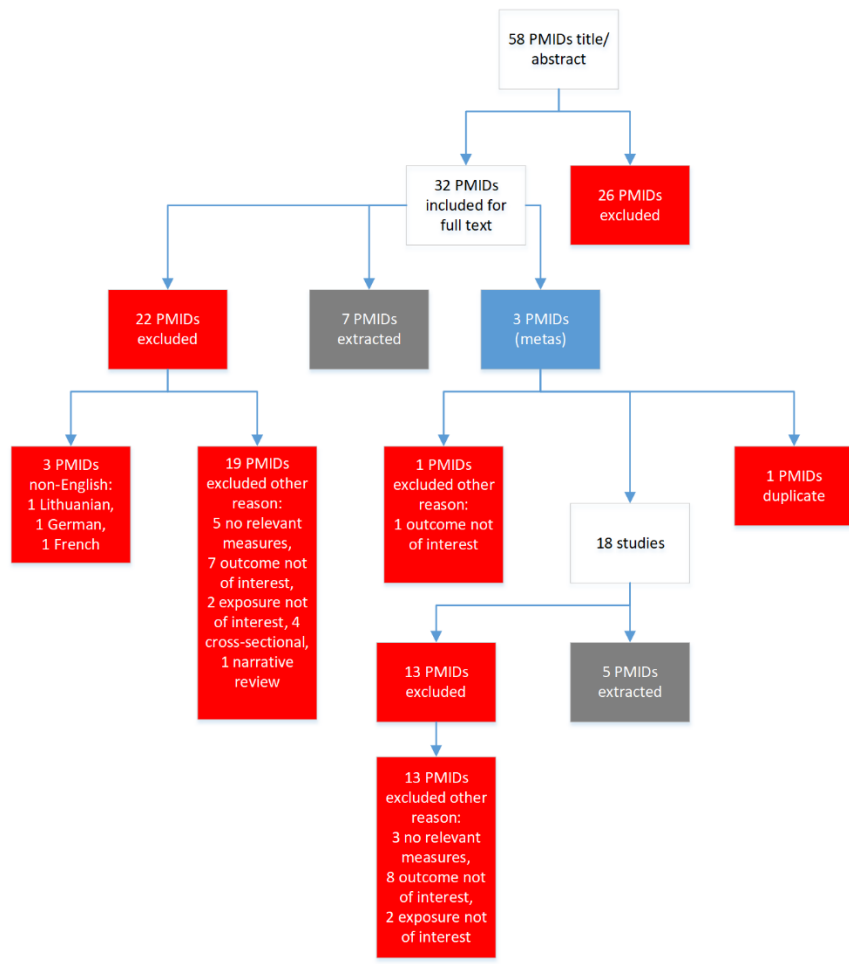 58 PMIDs title/
abstract
32 PMIDs
included for
full text
26 PMIDs
excluded
22 PMIDs
excluded
7 PMIDs
extracted
3 PMIDs
(metas)
3 PMIDs
non-English:
1 Lithuanian,
1 German,
1 French
19 PMIDs
excluded other
reason:
5 no relevant
measures,
7 outcome not
of interest,
2 exposure not
of interest, 4
cross-sectional,
1 narrative
review
1 PMIDs
excluded other
reason:
1 outcome not
of interest
18 studies
1 PMIDs
duplicate
13 PMIDs
excluded
5 PMIDs
extracted
13 PMIDs
excluded other
reason:
3 no relevant
measures,
8 outcome not
of interest,
2 exposure not
of interest